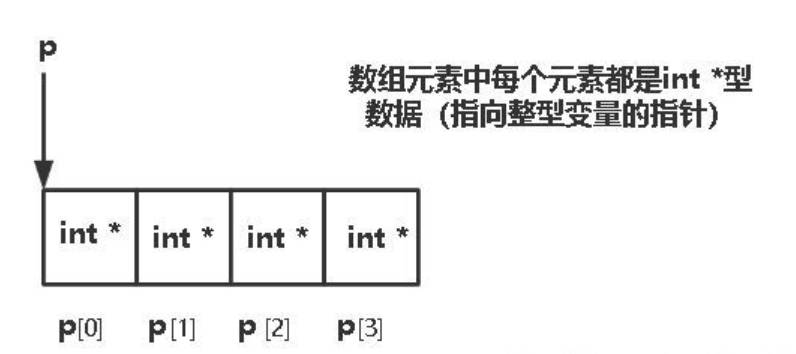 p
数组元素中每个元素都是int *型
数据（指向整型变量的指针）
int * int * int * int *
p[0] p[1] p [2] p[3]